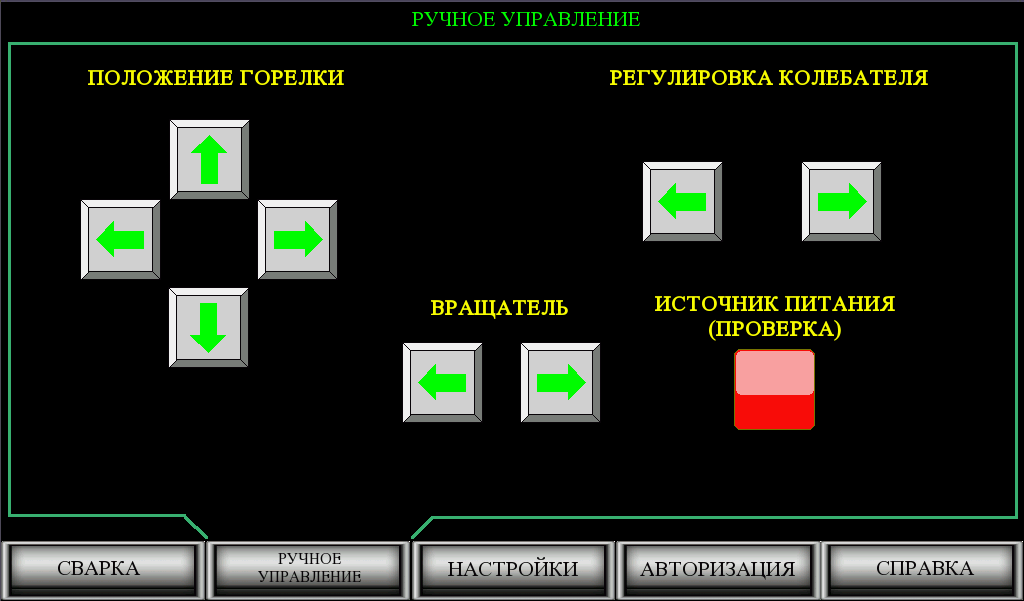 РУЧНОЕ УПРАВЛЕНИЕ
ПОЛОЖЕНИЕ ГОРЕЛКИ
РЕГУЛИРОВКА КОЛЕБАТЕЛЯ
ВРАЩАТЕЛЬ
ИСТОЧНИК ПИТАНИЯ
(ПРОВЕРКА)
СВАРКА
РУЧНОЕ
УПРАВЛЕНИЕ
НАСТРОЙКИ
АВТОРИЗАЦИЯ
СПРАВКА